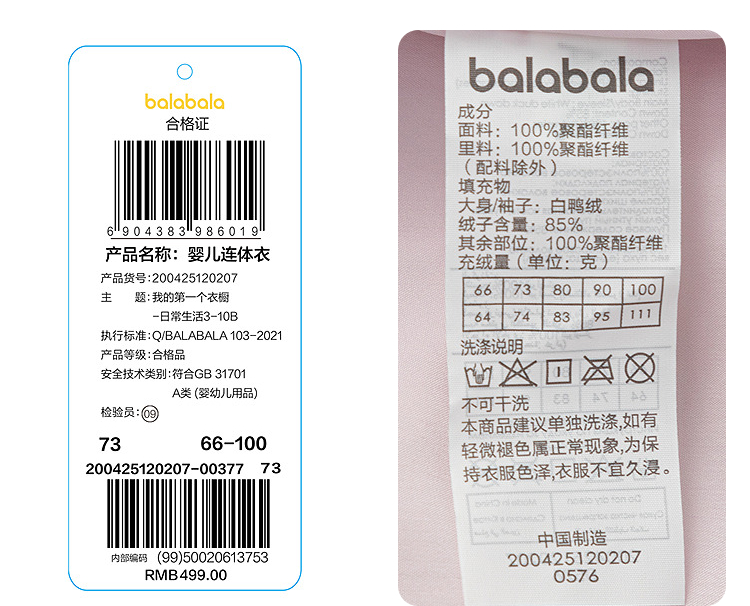 balabala
合格证
6904383986019
产品名称：婴儿连体衣
产品货号：200425120207
主 题：我的第一个衣橱
-日常生活3-10B
执行标准：Q/BALABALA 103-2021
产品等级：合格品
安全技术类别：符合GB 31701
A类 (婴幼儿用品)
检验员：09
73 66-100
200425120207-00377 73
内部编码 (99)50020613753
RMB499.00
balabala
成分
面料：100%聚酯纤维
里料：100%聚酯纤维
（配料除外）
填充物
大身/袖子：白鸭绒
绒子含量：85%
其余部位：100%聚酯纤维
充绒量（单位：克）
66 73 80 90 100
64 74 83 95 111
洗涤说明
不可干洗
本商品建议单独洗涤,如有
轻微褪色属正常现象,为保
持衣服色泽,衣服不宜久浸。
中国制造
200425120207
0576